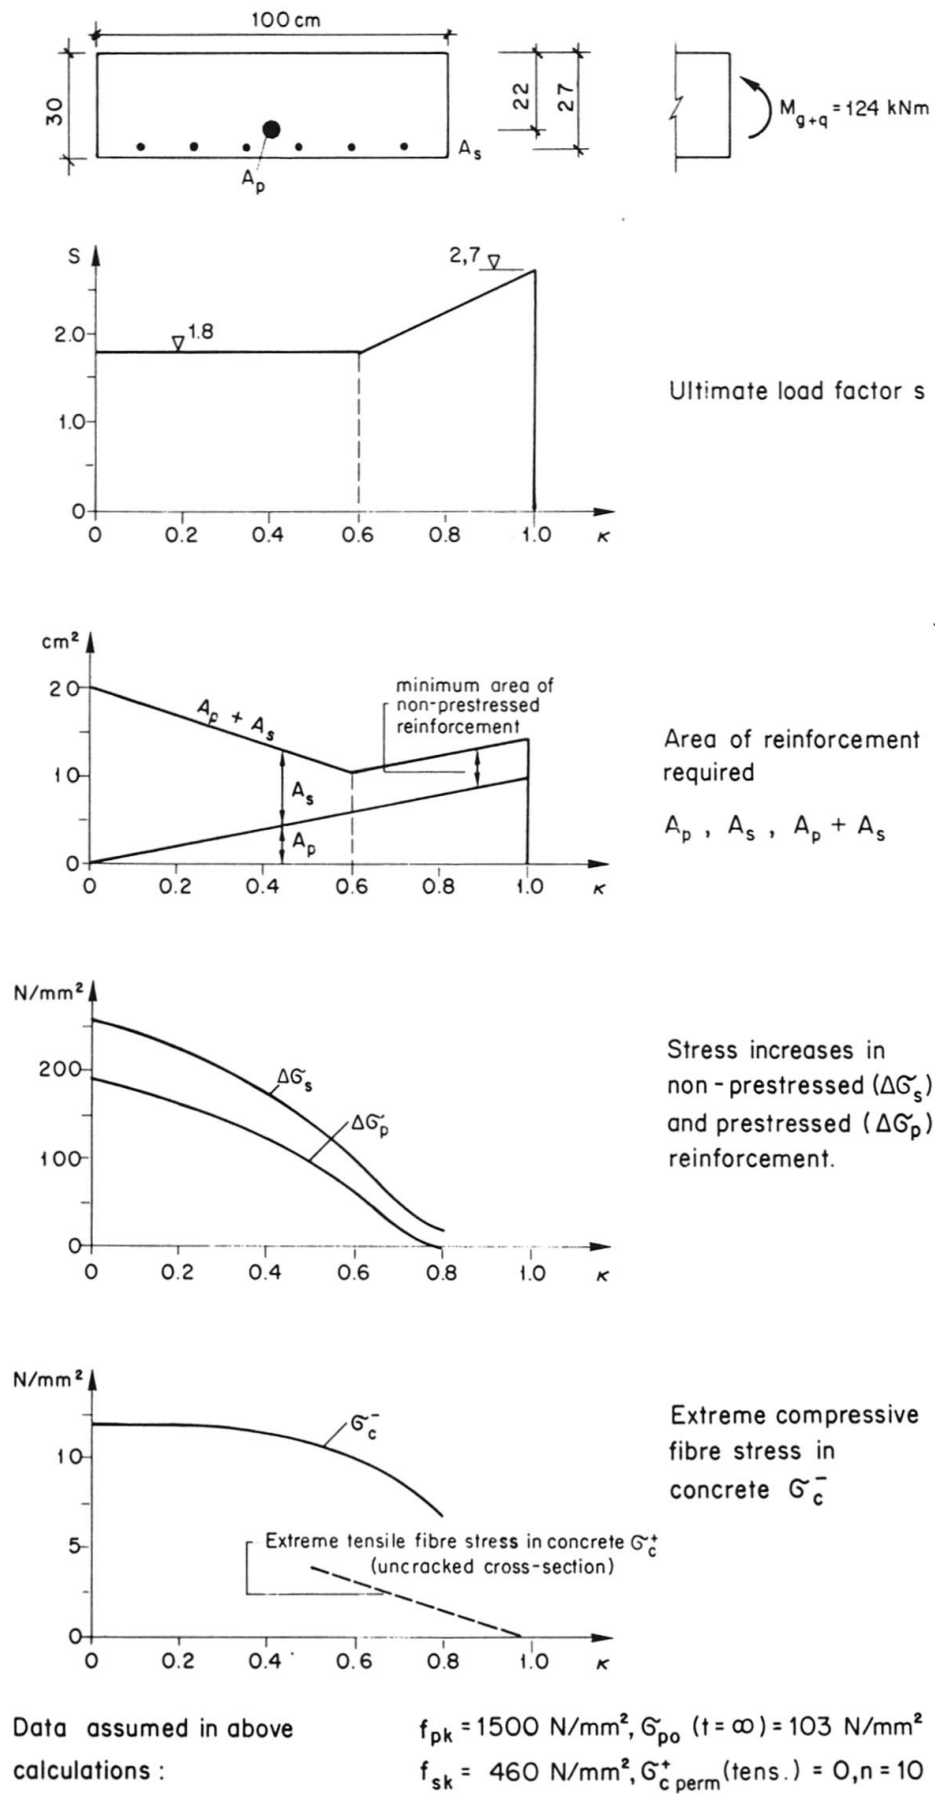 100 cm
30
22
27
A_p
A_s
M_g+q = 124 kNm
S
2,7
1.8
2.0
1.0
0
0 0.2 0.4 0.6 0.8 1.0 κ
Ultimate load factor s
cm²
20
10
0
A_p + A_s
A_s
A_p
minimum area of
non-prestressed
reinforcement
0 0.2 0.4 0.6 0.8 1.0 κ
Area of reinforcement
required
A_p , A_s , A_p + A_s
N/mm²
200
100
0
Δσ_s
Δσ_p
0 0.2 0.4 0.6 0.8 1.0 κ
Stress increases in
non-prestressed (Δσ_s)
and prestressed (Δσ_p)
reinforcement.
N/mm²
10
5
0
σ_c⁻
Extreme tensile fibre stress in concrete σ_c⁺
(uncracked cross-section)
0 0.2 0.4 0.6 0.8 1.0 κ
Extreme compressive
fibre stress in
concrete σ_c⁻
Data assumed in above
calculations :
f_pk = 1500 N/mm², σ_po (t = ∞) = 103 N/mm²
f_sk = 460 N/mm², σ_c perm⁺ (tens.) = 0, n = 10